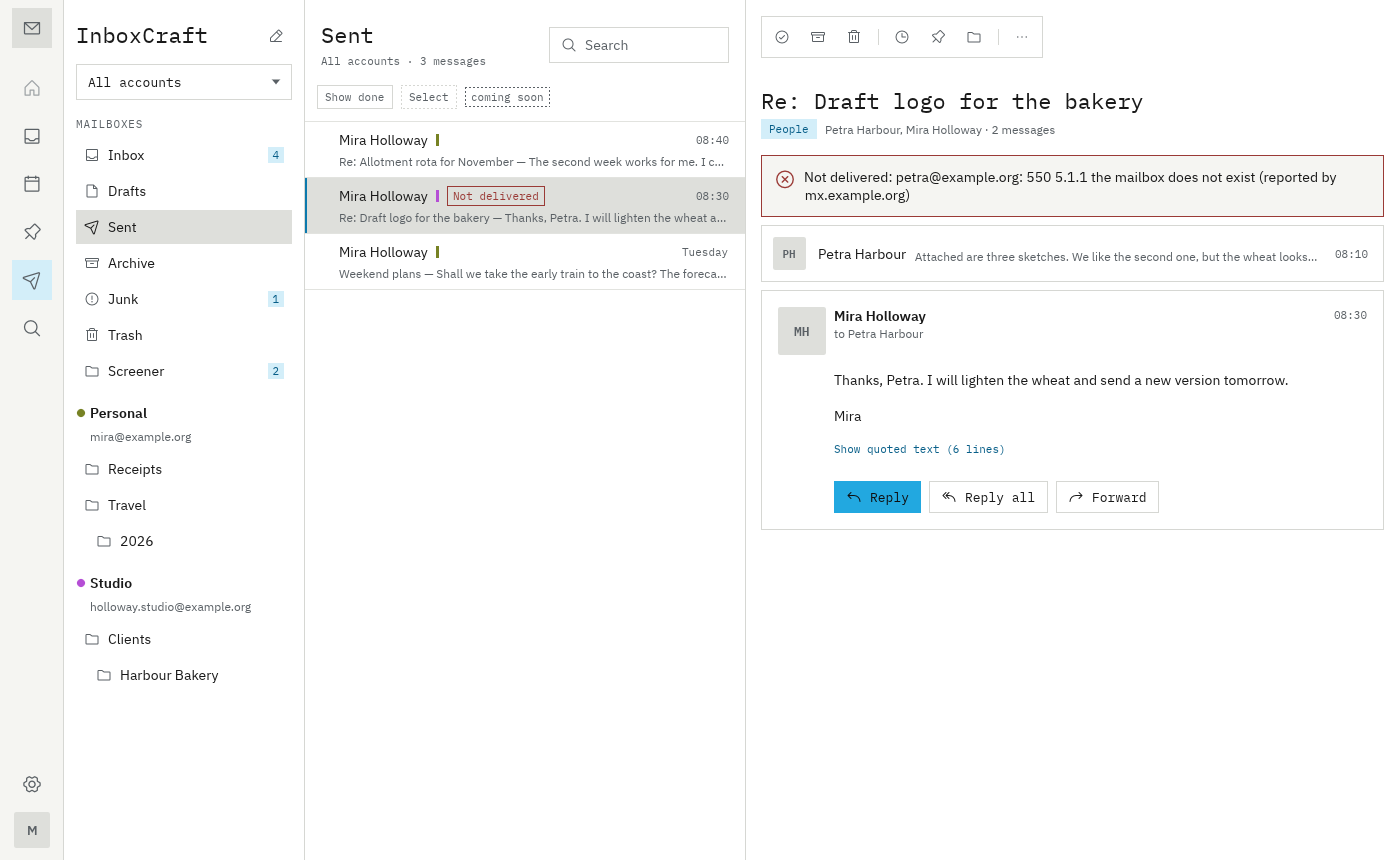 InboxCraft
All accounts
MAILBOXES
Inbox 4
Drafts
Sent
Archive
Junk 1
Trash
Screener 2
Personal
mira@example.org
Receipts
Travel
2026
Studio
holloway.studio@example.org
Clients
Harbour Bakery
M
Sent
All accounts · 3 messages
Search
Show done Select coming soon
Mira Holloway 08:40
Re: Allotment rota for November — The second week works for me. I c…
Mira Holloway Not delivered 08:30
Re: Draft logo for the bakery — Thanks, Petra. I will lighten the wheat a…
Mira Holloway Tuesday
Weekend plans — Shall we take the early train to the coast? The foreca…
Re: Draft logo for the bakery
People Petra Harbour, Mira Holloway · 2 messages
Not delivered: petra@example.org: 550 5.1.1 the mailbox does not exist (reported by
mx.example.org)
PH Petra Harbour Attached are three sketches. We like the second one, but the wheat looks… 08:10
MH Mira Holloway 08:30
to Petra Harbour
Thanks, Petra. I will lighten the wheat and send a new version tomorrow.
Mira
Show quoted text (6 lines)
Reply Reply all Forward